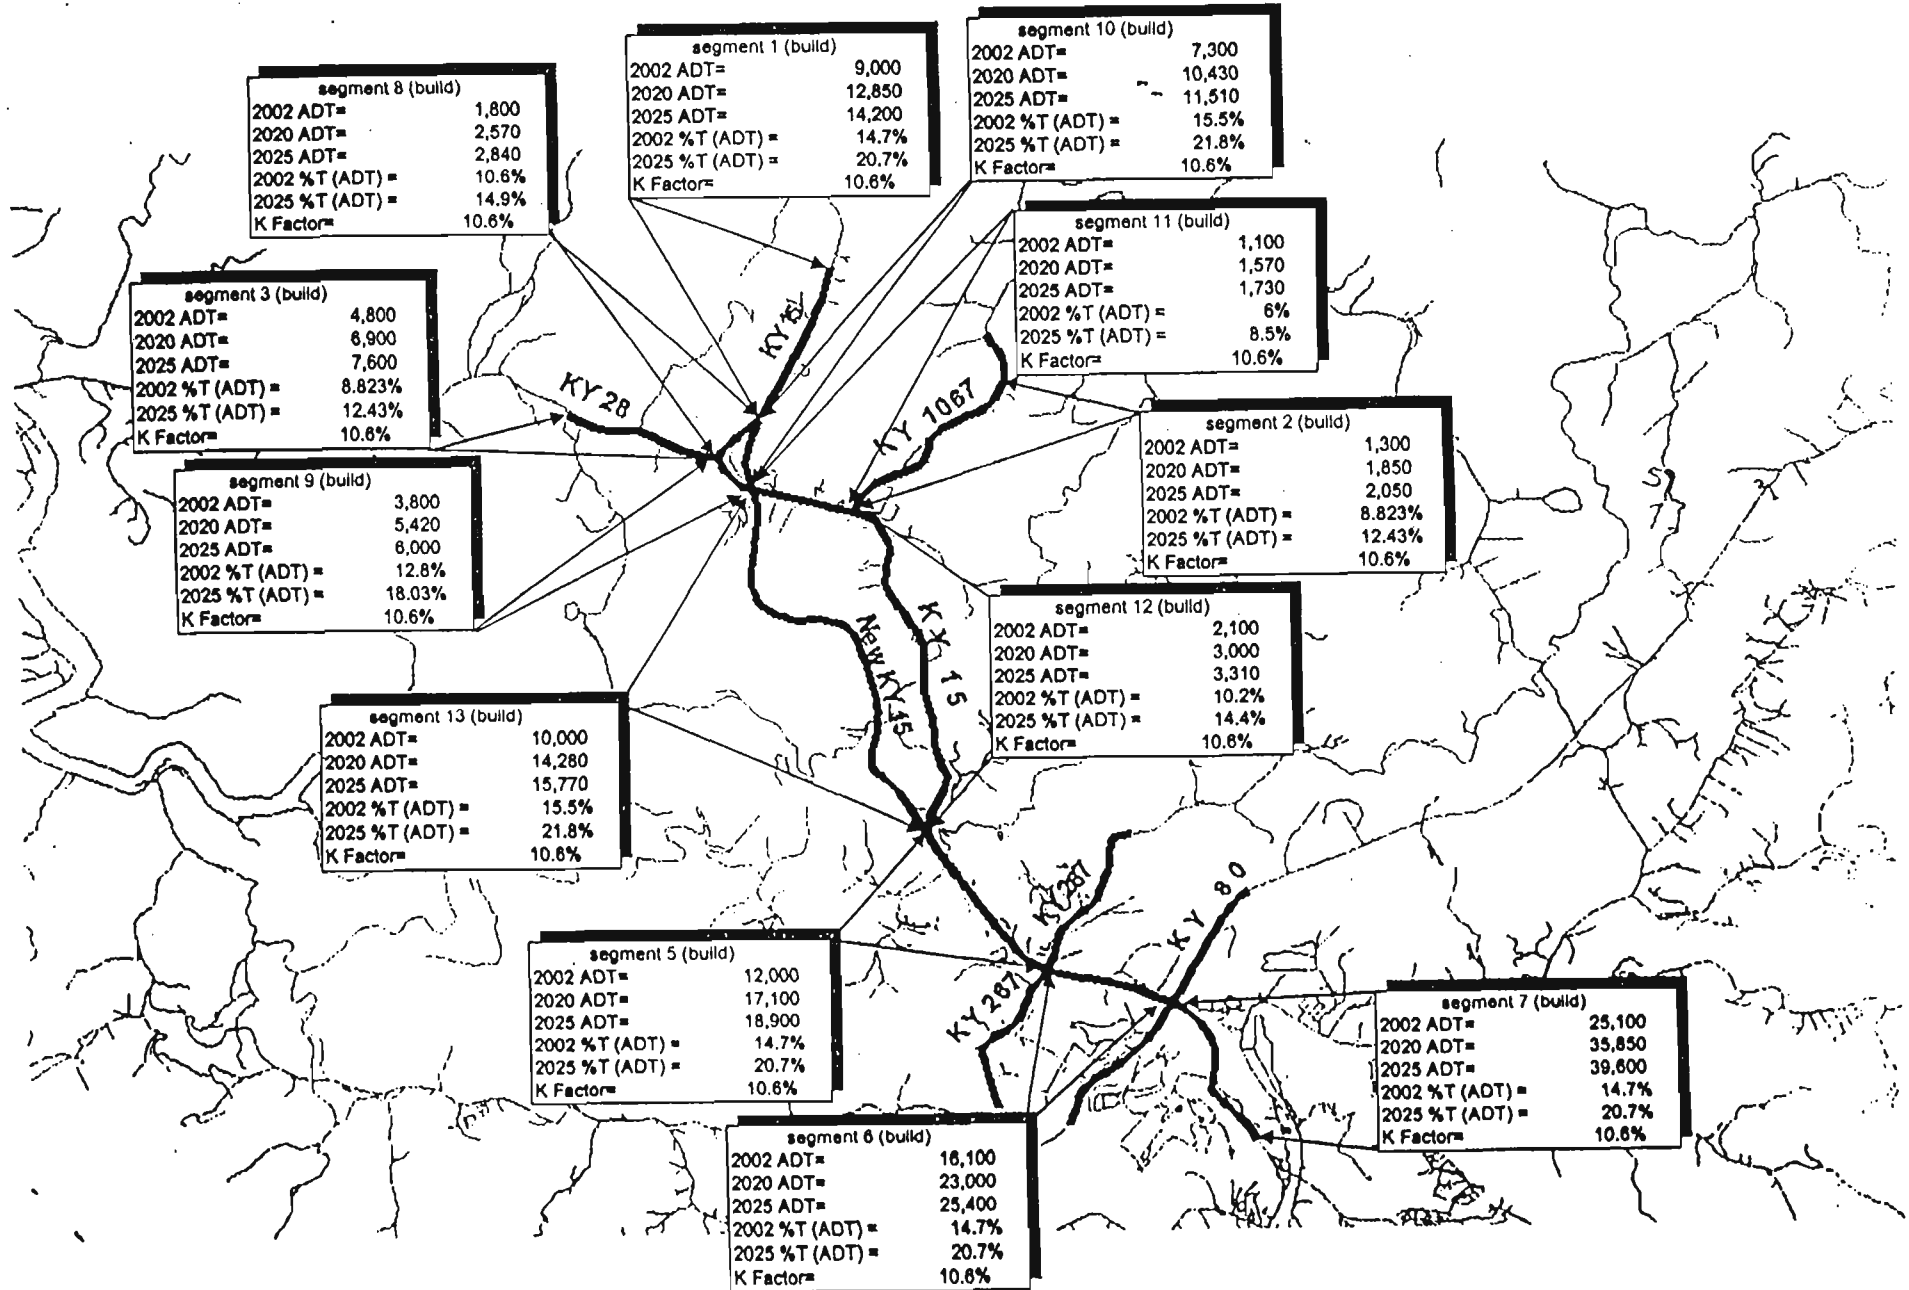 segment 8 (build)
2002 ADT= 1,800
2020 ADT= 2,570
2025 ADT= 2,840
2002 %T (ADT) = 10.6%
2025 %T (ADT) = 14.9%
K Factor= 10.6%
segment 1 (build)
2002 ADT= 9,000
2020 ADT= 12,850
2025 ADT= 14,200
2002 %T (ADT) = 14.7%
2025 %T (ADT) = 20.7%
K Factor= 10.6%
segment 10 (build)
2002 ADT= 7,300
2020 ADT= 10,430
2025 ADT= 11,510
2002 %T (ADT) = 15.5%
2025 %T (ADT) = 21.8%
K Factor= 10.6%
segment 11 (build)
2002 ADT= 1,100
2020 ADT= 1,570
2025 ADT= 1,730
2002 %T (ADT) = 6%
2025 %T (ADT) = 8.5%
K Factor= 10.6%
segment 3 (build)
2002 ADT= 4,800
2020 ADT= 6,900
2025 ADT= 7,600
2002 %T (ADT) = 8.823%
2025 %T (ADT) = 12.43%
K Factor= 10.6%
KY 15
KY 28
KY 1067
segment 2 (build)
2002 ADT= 1,300
2020 ADT= 1,850
2025 ADT= 2,050
2002 %T (ADT) = 8.823%
2025 %T (ADT) = 12.43%
K Factor= 10.6%
segment 9 (build)
2002 ADT= 3,800
2020 ADT= 5,420
2025 ADT= 6,000
2002 %T (ADT) = 12.8%
2025 %T (ADT) = 18.03%
K Factor= 10.6%
segment 12 (build)
2002 ADT= 2,100
2020 ADT= 3,000
2025 ADT= 3,310
2002 %T (ADT) = 10.2%
2025 %T (ADT) = 14.4%
K Factor= 10.6%
New KY 15
KY 15
segment 13 (build)
2002 ADT= 10,000
2020 ADT= 14,280
2025 ADT= 15,770
2002 %T (ADT) = 15.5%
2025 %T (ADT) = 21.8%
K Factor= 10.6%
KY 267
KY 80
KY 267
segment 5 (build)
2002 ADT= 12,000
2020 ADT= 17,100
2025 ADT= 18,900
2002 %T (ADT) = 14.7%
2025 %T (ADT) = 20.7%
K Factor= 10.6%
segment 7 (build)
2002 ADT= 25,100
2020 ADT= 35,850
2025 ADT= 39,600
2002 %T (ADT) = 14.7%
2025 %T (ADT) = 20.7%
K Factor= 10.6%
segment 6 (build)
2002 ADT= 16,100
2020 ADT= 23,000
2025 ADT= 25,400
2002 %T (ADT) = 14.7%
2025 %T (ADT) = 20.7%
K Factor= 10.6%